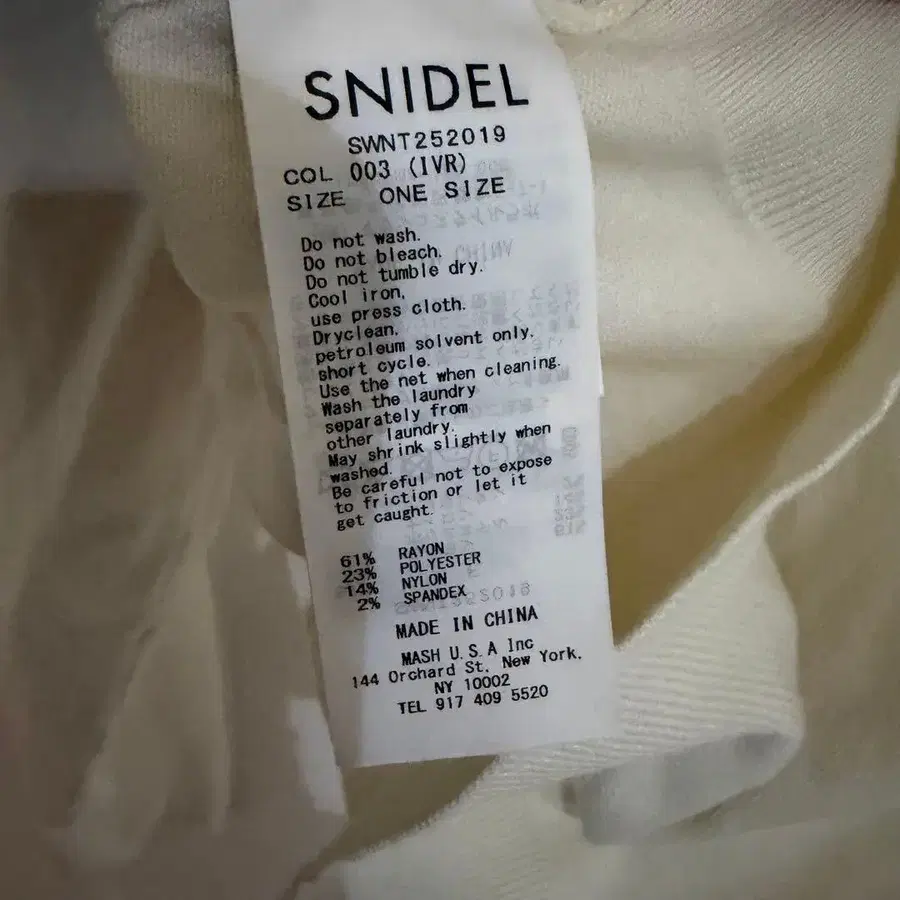 SNIDEL
SWNT252019
COL 003 (IVR)
SIZE ONE SIZE
Do not wash.
Do not bleach.
Do not tumble dry.
Cool iron,
use press cloth.
Dryclean,
petroleum solvent only.
short cycle.
Use the net when cleaning.
Wash the laundry
separately from
other laundry.
May shrink slightly when
washed.
Be careful not to expose
to friction or let it
get caught.
61% RAYON
23% POLYESTER
14% NYLON
2% SPANDEX
MADE IN CHINA
MASH U.S.A Inc
144 Orchard St. New York,
NY 10002
TEL 917 409 5520